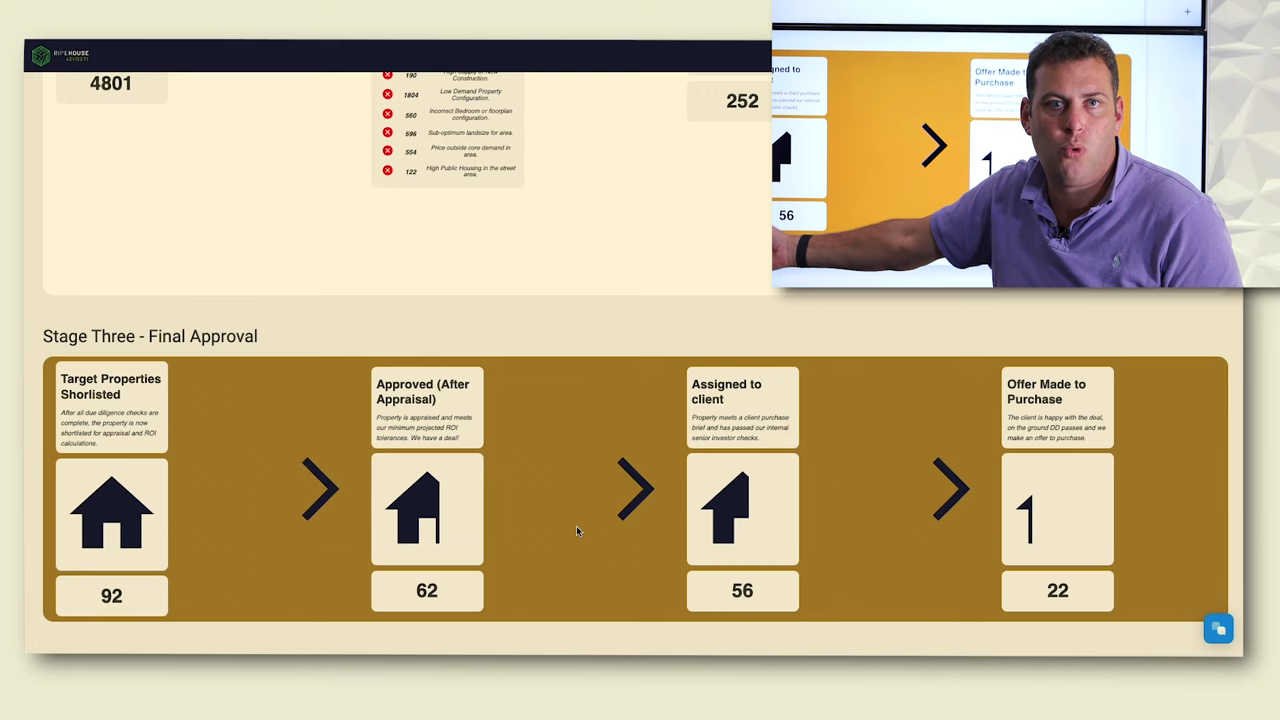 RIPEHOUSE
ADVISORY
4801
190
Construction.
1804
Low Demand Property
Configuration.
560
Incorrect Bedroom or floorplan
configuration.
596
Sub-optimum landsize for area.
554
Price outside core demand in
area.
122
High Public Housing in the street
area.
252
Offer Made
Purchase
56
Stage Three - Final Approval
Target Properties
Shorlisted
After all due diligence checks are
complete, the property is now
shortlisted for appraisal and ROI
calculations.
92
Approved (After
Appraisal)
Property is appraised and meets
our minimum projected ROI
tolerances. We have a deal!
62
Assigned to
client
Property meets a client purchase
brief and has passed our internal
senior investor checks.
56
Offer Made to
Purchase
The client is happy with the deal,
on the ground DD passes and we
make an offer to purchase.
22